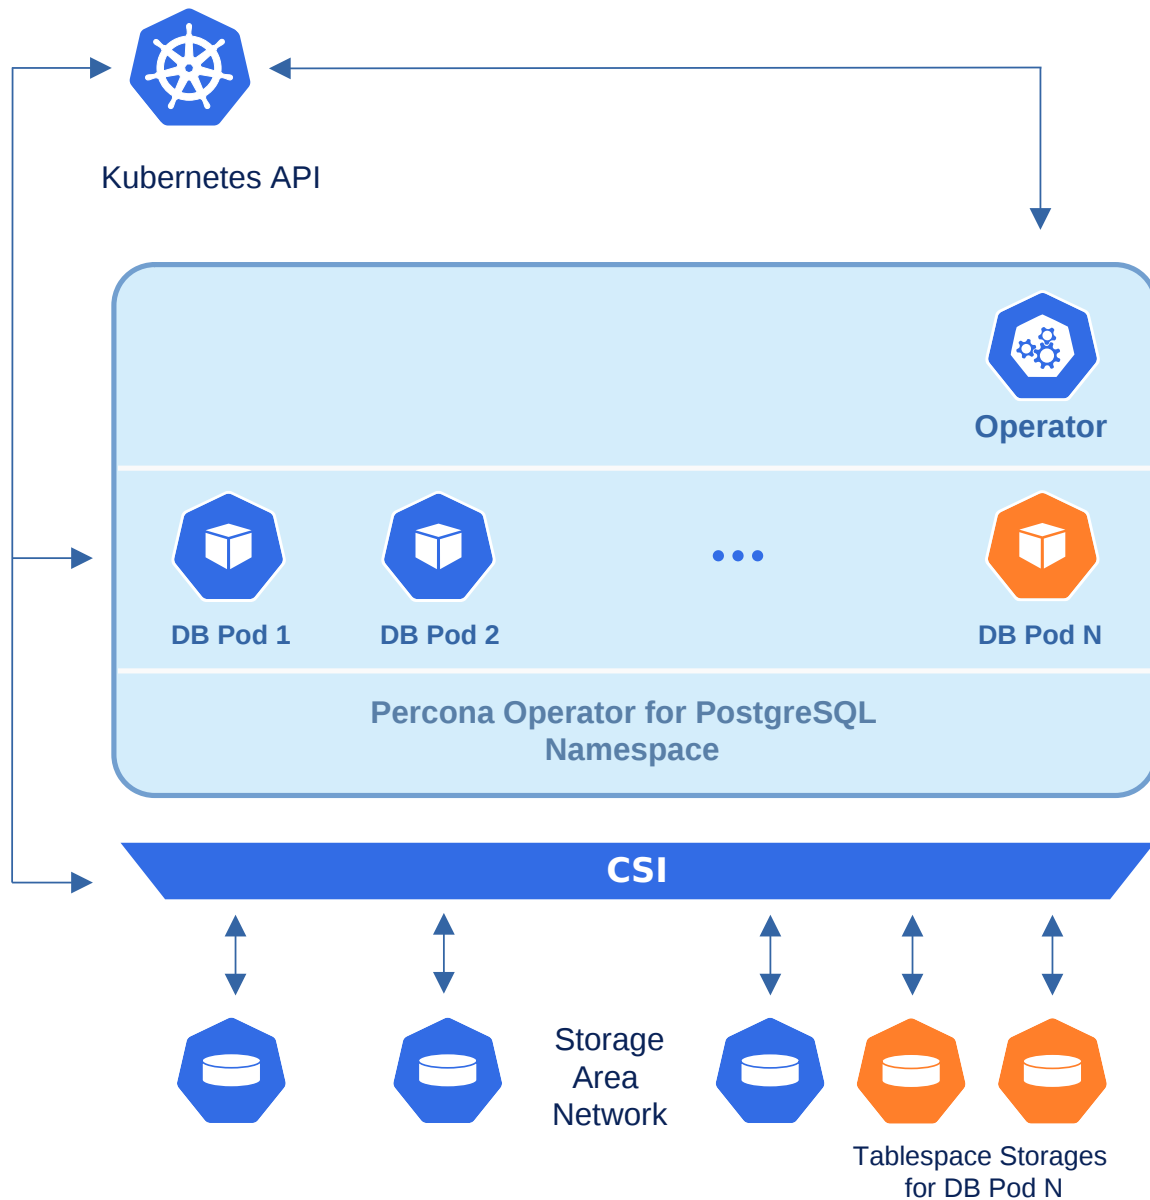 Kubernetes API
Operator
DB Pod 1
DB Pod 2
DB Pod N
Percona Operator for PostgreSQL
Namespace
CSI
Storage
Area
Network
Tablespace Storages
for DB Pod N